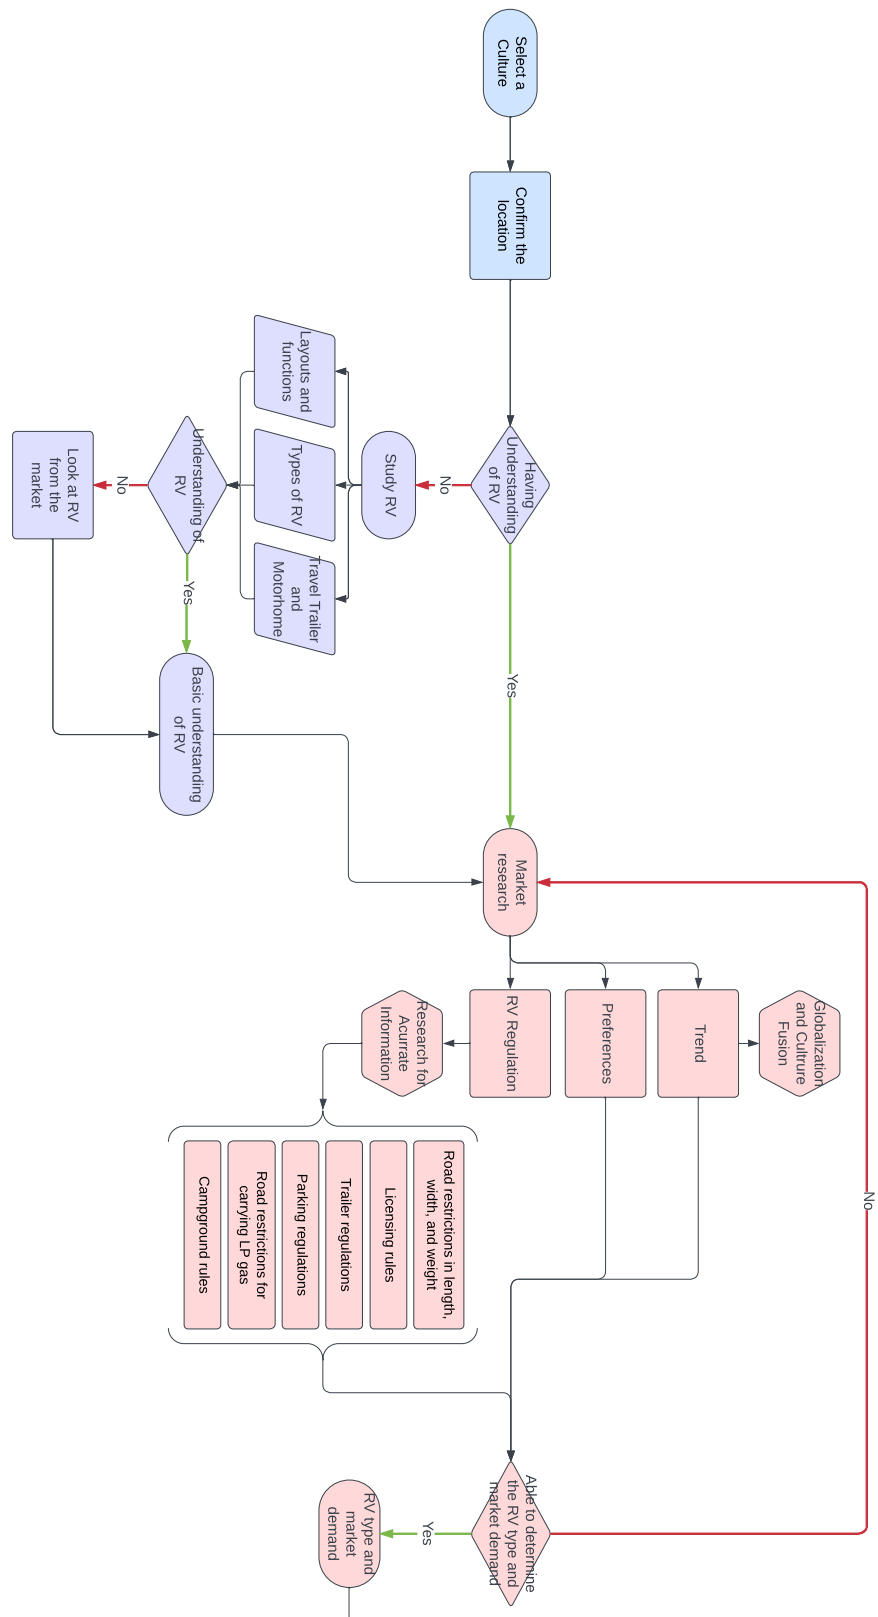 Select a
Culture
Confirm the
location
Having
Understanding
of RV
No
Yes
Study RV
Layouts and
functions
Types of RV
Travel Trailer
and
Motorhome
Understanding of
RV
No
Yes
Look at RV
from the
market
Basic understanding
of RV
Market
research
Globalization
and Cultrure
Fusion
Trend
Preferences
RV Regulation
Research for
Acurrate
Information
Road restrictions in length,
width, and weight
Licensing rules
Trailer regulations
Parking regulations
Road restrictions for
carrying LP gas
Campground rules
No
Able to determine
the RV type and
market demand
Yes
RV type and
market
demand